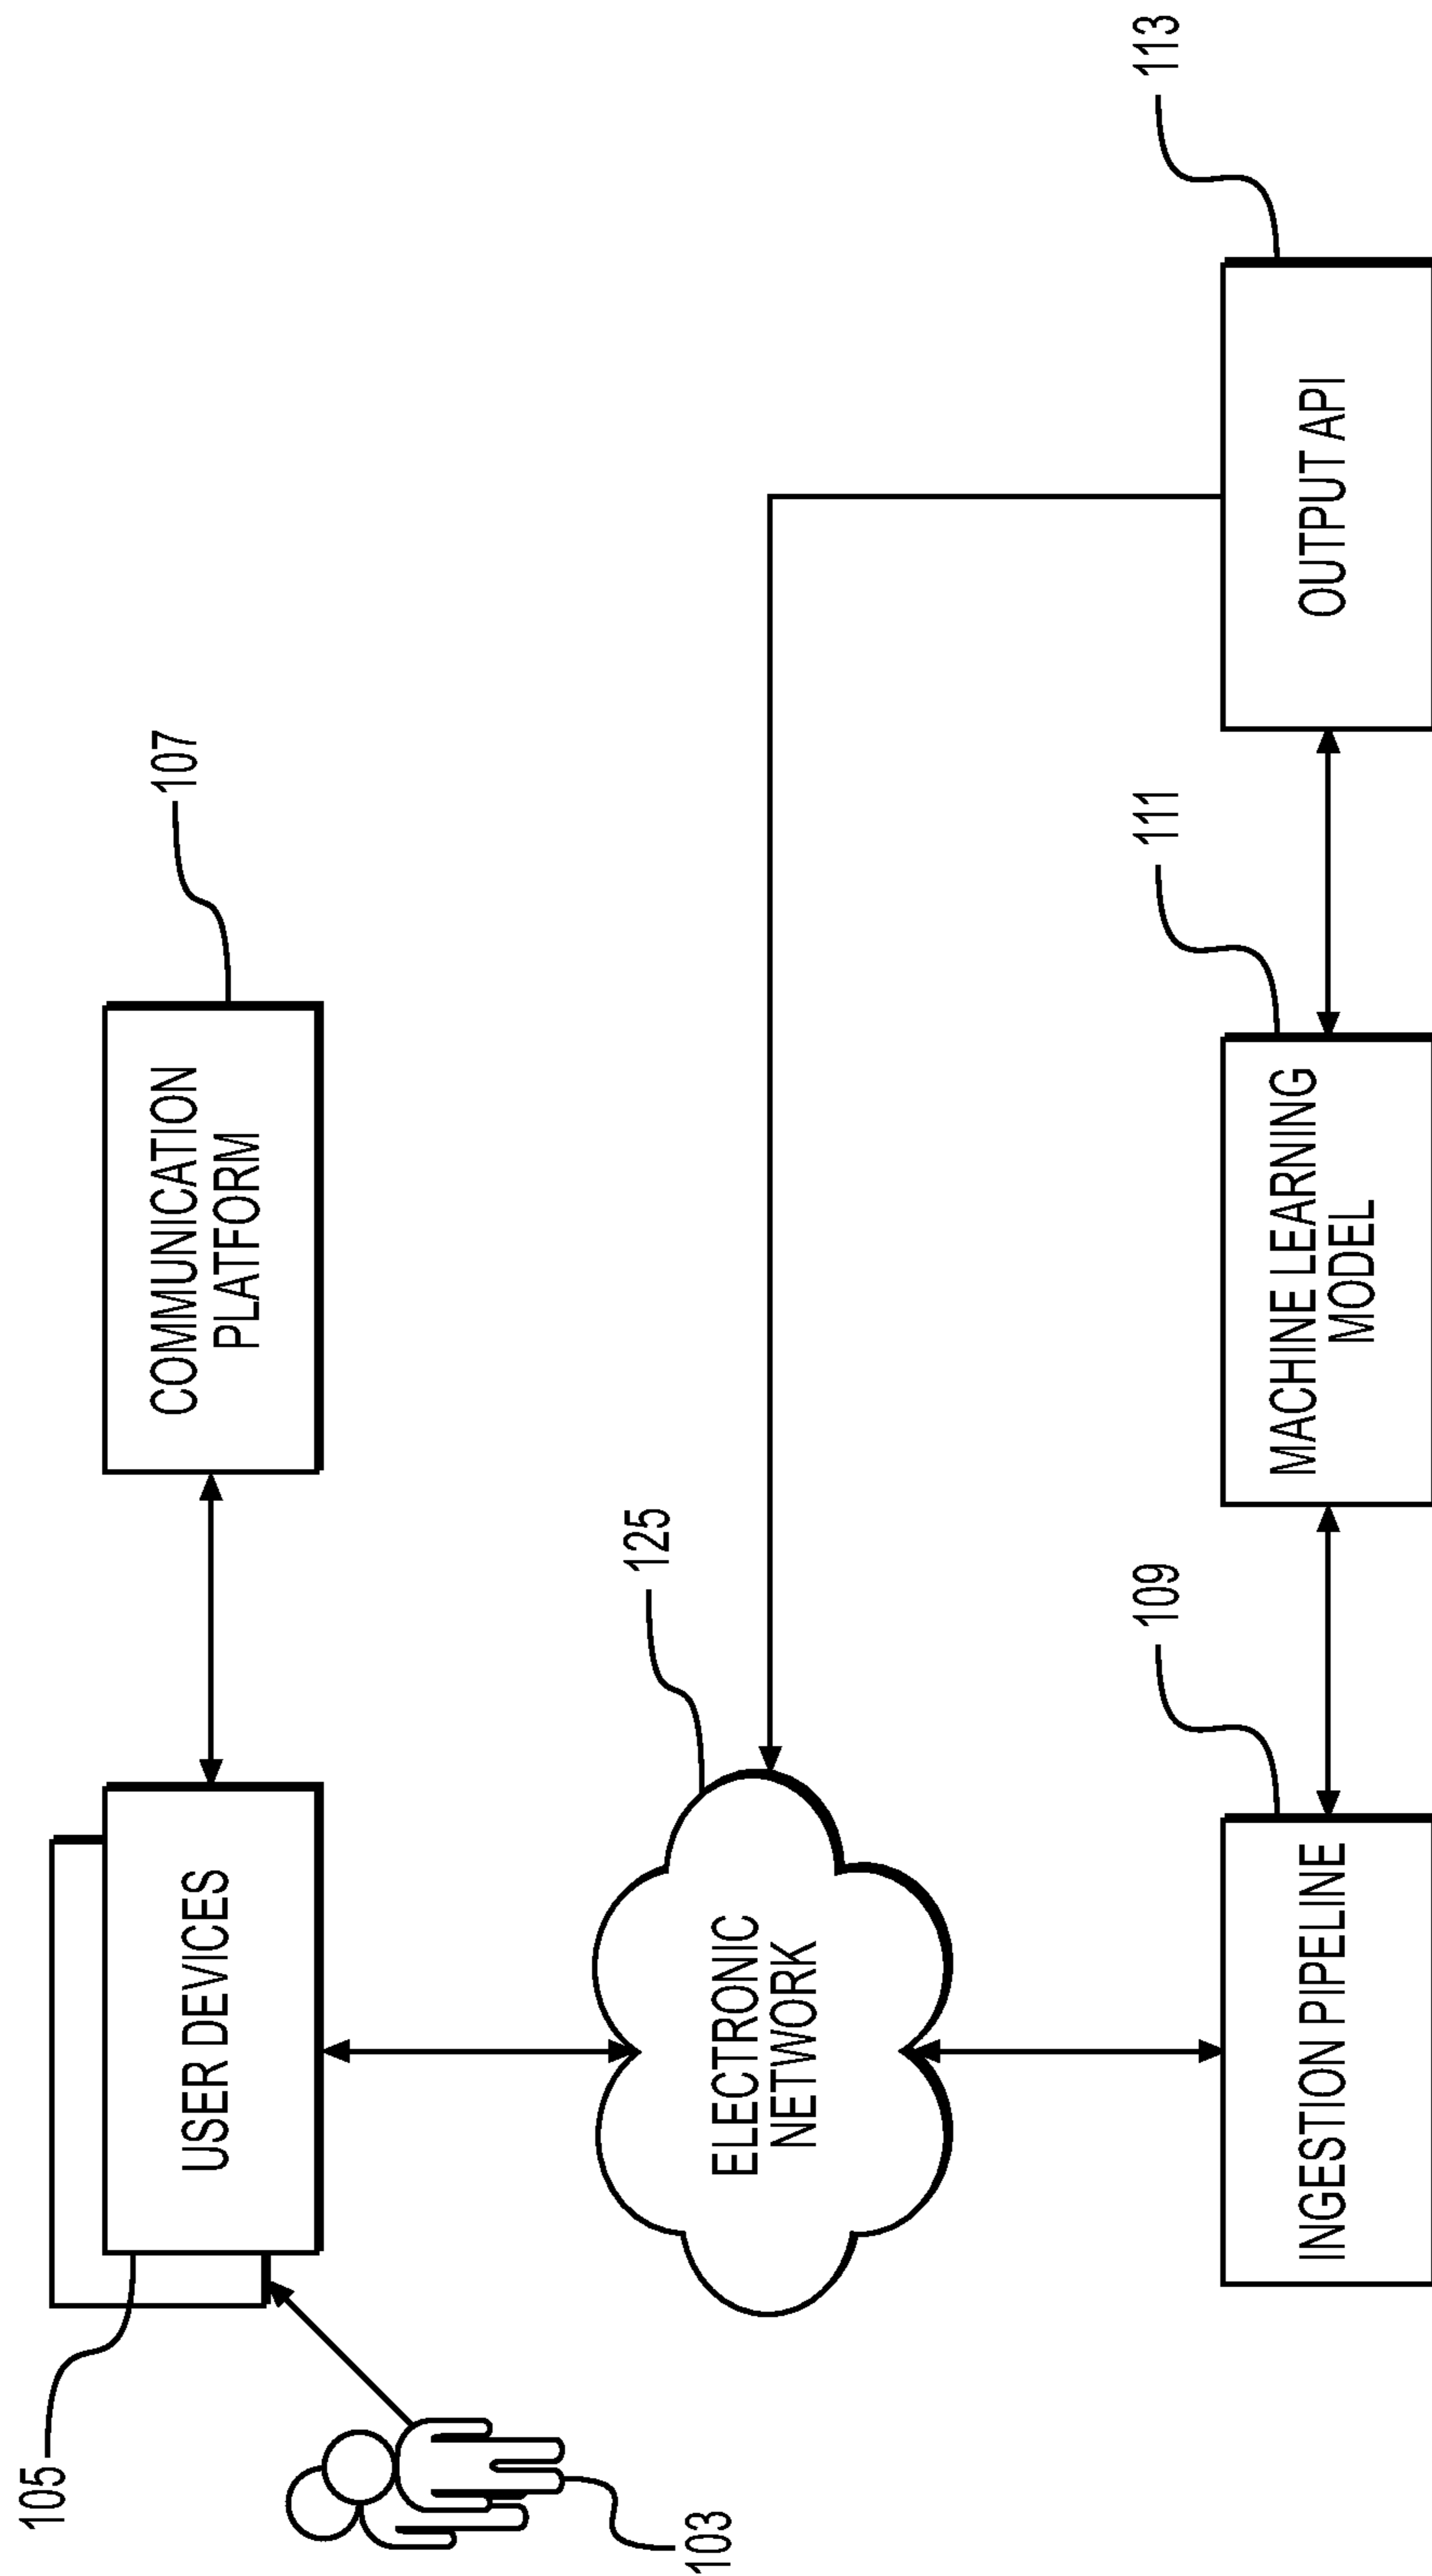 105
USER DEVICES
COMMUNICATION
PLATFORM
107
103
ELECTRONIC
NETWORK
125
INGESTION PIPELINE
109
MACHINE LEARNING
MODEL
111
OUTPUT API
113